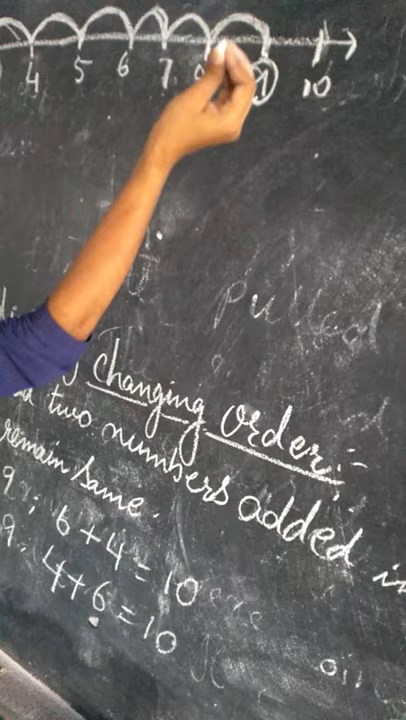 4 5 6 7 8 9 10
pulled
changing order:-
two numbers added in
remain same.
9: 6+4=10
9. 4+6=10